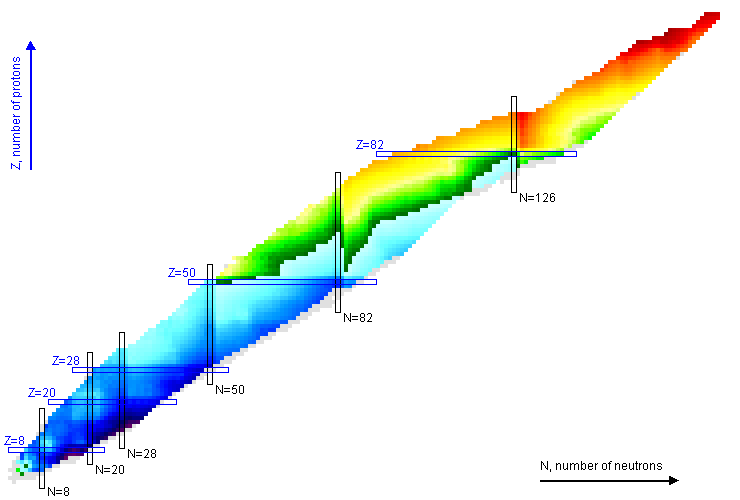 Z, number of protons
Z=82
N=126
Z=50
N=82
Z=28
N=50
Z=20
N=28
Z=8
N=20
N=8
N, number of neutrons